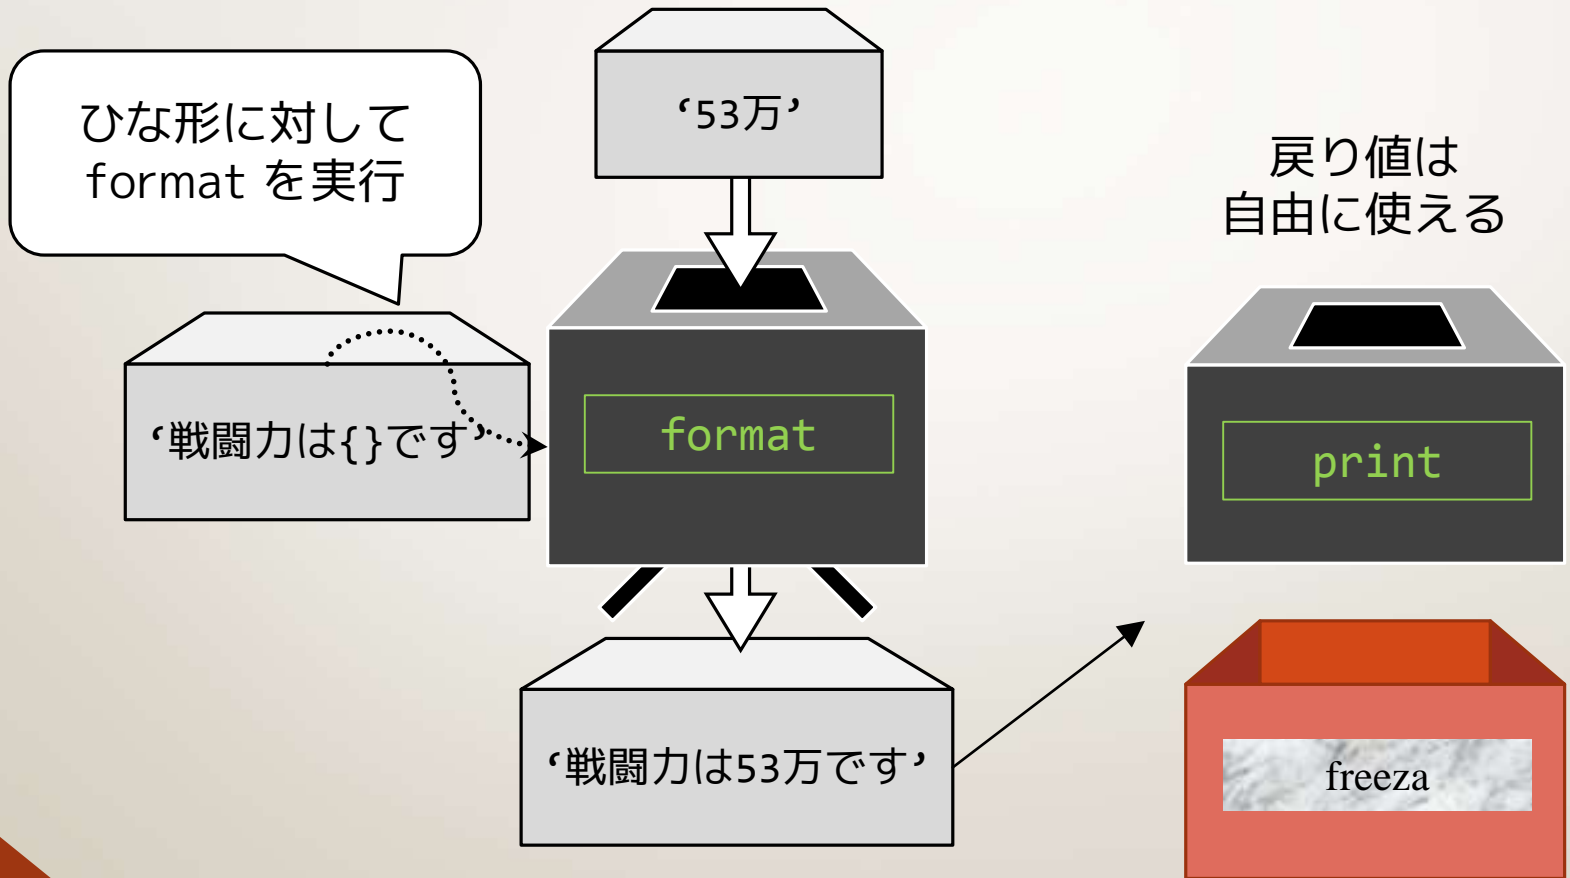 ひな形に対して
format を実行
‘53万’
戻り値は
自由に使える
‘戦闘力は{}です’
format
print
‘戦闘力は53万です’
freeza